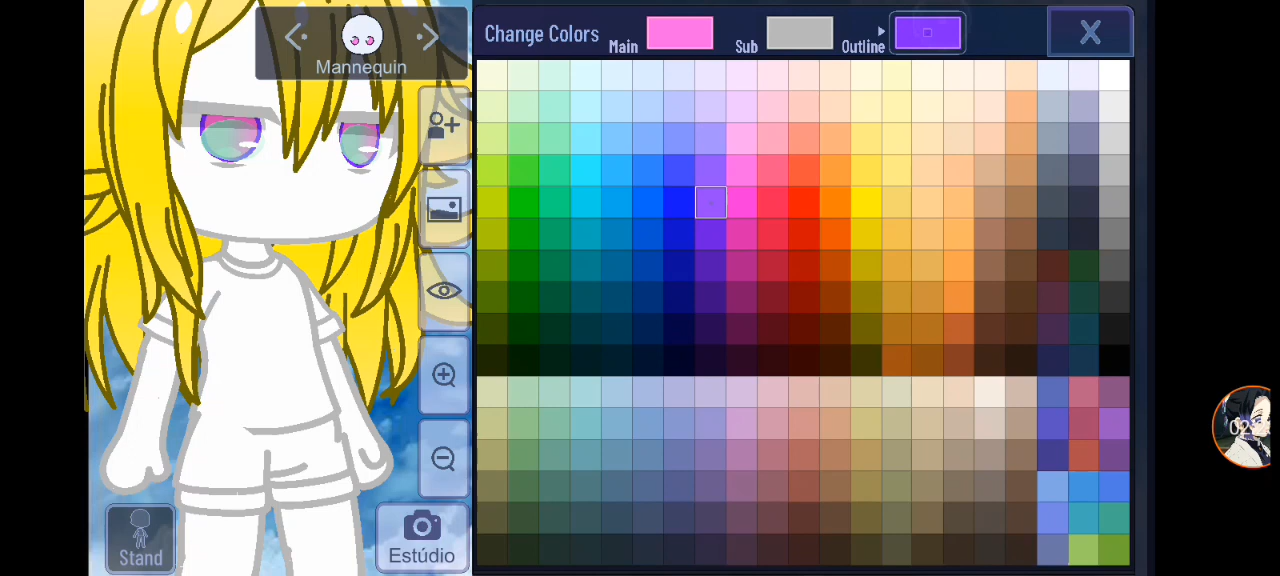 Mannequin
Change Colors
Main
Sub
Outline
X
Stand
Estúdio